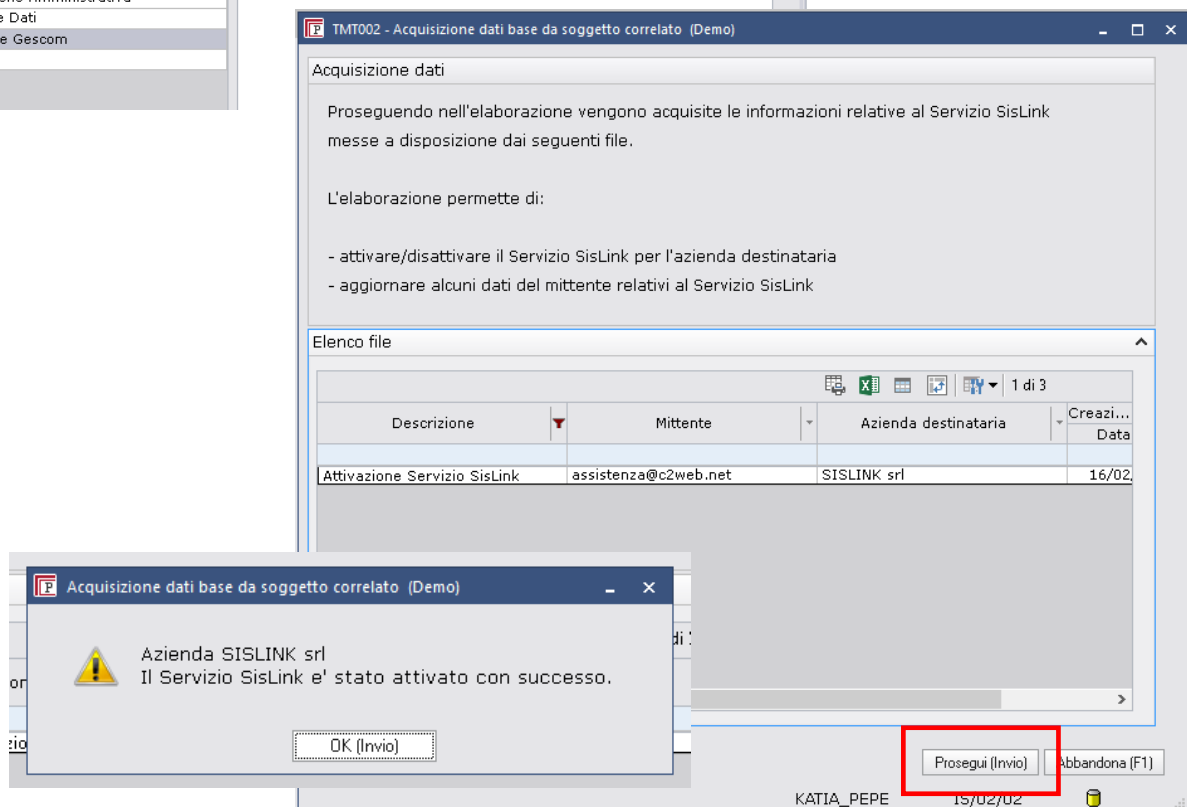 e Dati
e Gescom
TMT002 - Acquisizione dati base da soggetto correlato (Demo)
Acquisizione dati
Proseguendo nell'elaborazione vengono acquisite le informazioni relative al Servizio SisLink
messe a disposizione dai seguenti file.
L'elaborazione permette di:
- attivare/disattivare il Servizio SisLink per l'azienda destinataria
- aggiornare alcuni dati del mittente relativi al Servizio SisLink
Elenco file
1 di 3
Descrizione Mittente Azienda destinataria Creazi...
Data
Attivazione Servizio SisLink assistenza@c2web.net SISLINK srl 16/02/
Acquisizione dati base da soggetto correlato (Demo)
Azienda SISLINK srl
Il Servizio SisLink e' stato attivato con successo.
OK (Invio)
di
or
zio
Prosegui (Invio) Abbandona (F1)
KATIA_PEPE 15/02/02